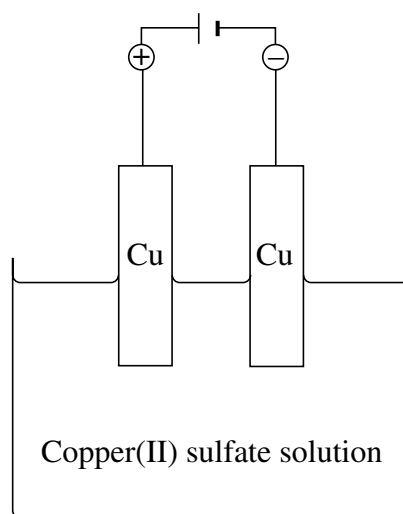 + −
Cu Cu
Copper(II) sulfate solution